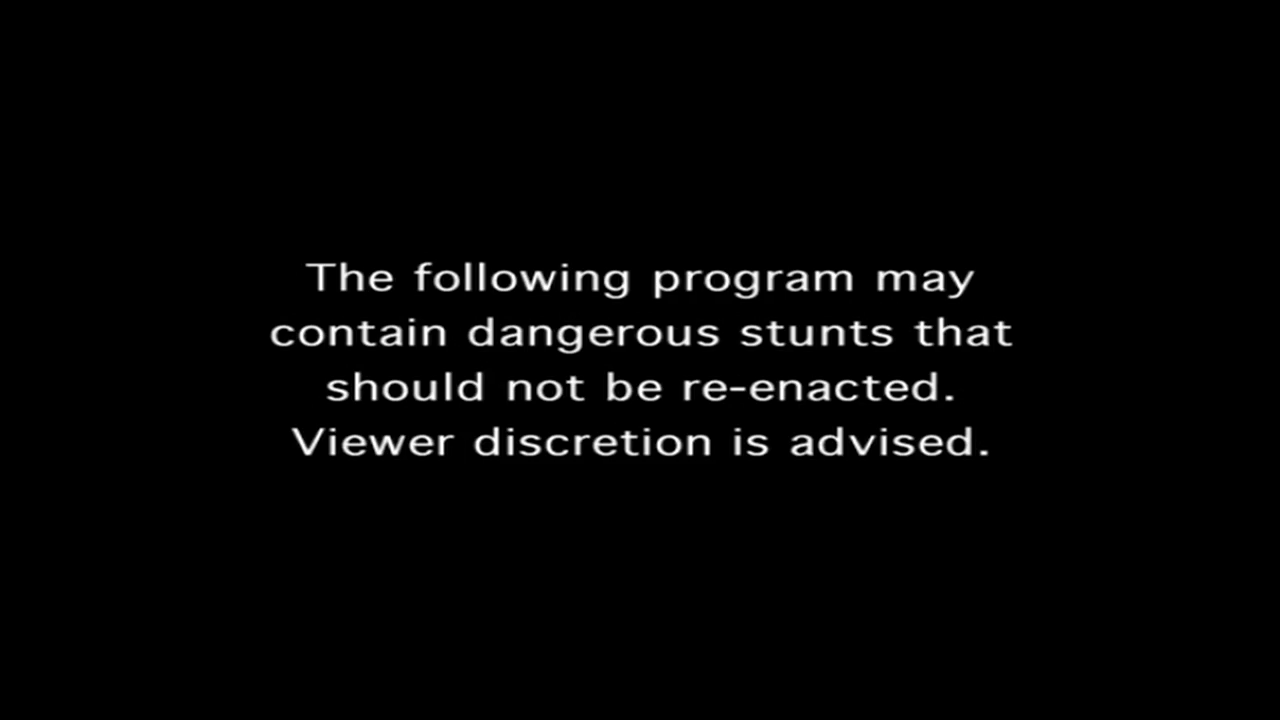 The following program may
contain dangerous stunts that
should not be re-enacted.
Viewer discretion is advised.